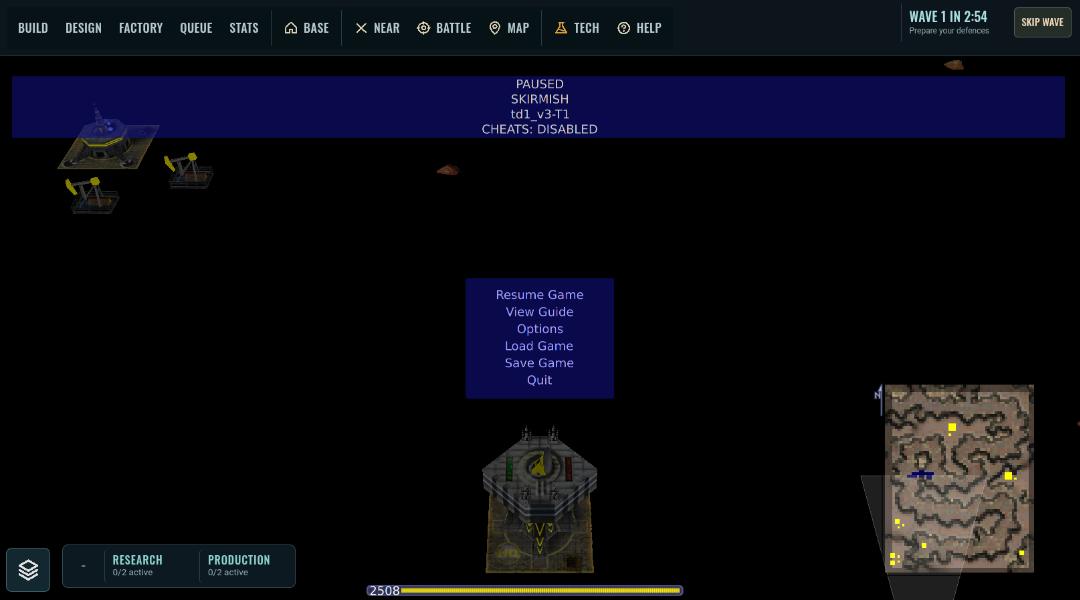 BUILD DESIGN FACTORY QUEUE STATS BASE NEAR BATTLE MAP TECH HELP
WAVE 1 IN 2:54
Prepare your defences
SKIP WAVE
PAUSED
SKIRMISH
td1_v3-T1
CHEATS: DISABLED
Resume Game
View Guide
Options
Load Game
Save Game
Quit
N
HQ
- RESEARCH PRODUCTION
0/2 active 0/2 active
2508